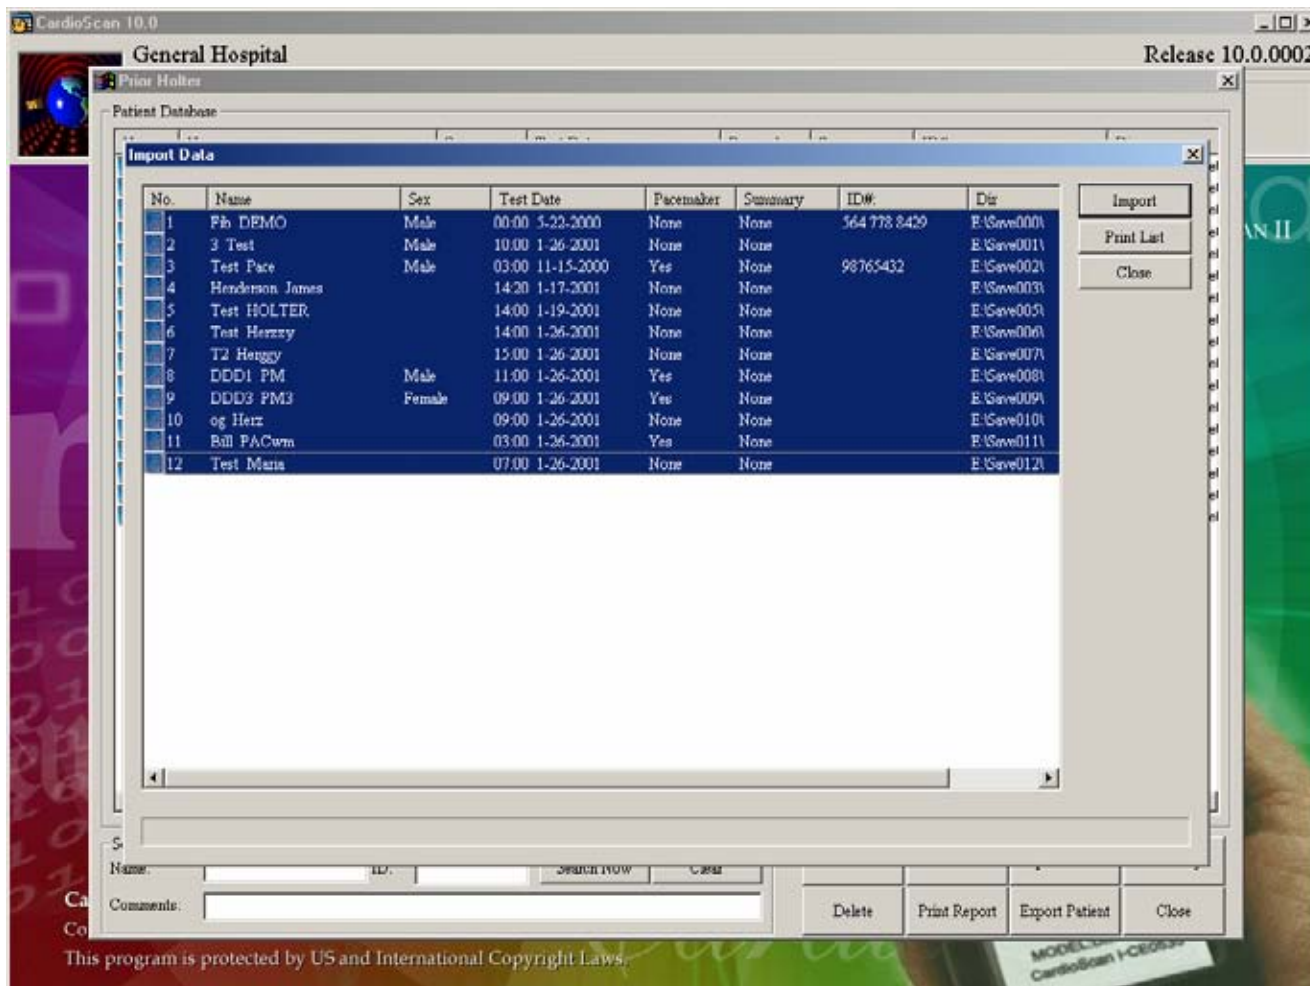 CardioScan 10.0
General Hospital
Release 10.0.0002
Prior Holter
Patient Database
Import Data
No. Name Sex Test Date Pacemaker Summary ID#: Dir
1 Fib DEMO Male 00:00 5-22-2000 None None 564 778 8429 E:\Save000\
2 3 Test Male 10:00 1-26-2001 None None E:\Save001\
3 Test Pace Male 03:00 11-15-2000 Yes None 98765432 E:\Save002\
4 Henderson James 14:20 1-17-2001 None None E:\Save003\
5 Test HOLTER 14:00 1-19-2001 None None E:\Save005\
6 Test Herzzy 14:00 1-26-2001 None None E:\Save006\
7 T2 Henggy 15:00 1-26-2001 None None E:\Save007\
8 DDD1 PM Male 11:00 1-26-2001 Yes None E:\Save008\
9 DDD3 PM3 Female 09:00 1-26-2001 Yes None E:\Save009\
10 og Herz 09:00 1-26-2001 None None E:\Save010\
11 Bill PACwm 03:00 1-26-2001 Yes None E:\Save011\
12 Test Maria 07:00 1-26-2001 None None E:\Save012\
Import
Print List
Close
AN II
Name: ID: Search Now Clear
Comments:
Delete Print Report Export Patient Close
Ca
Co
This program is protected by US and International Copyright Laws.
MODEL:
CardioScan